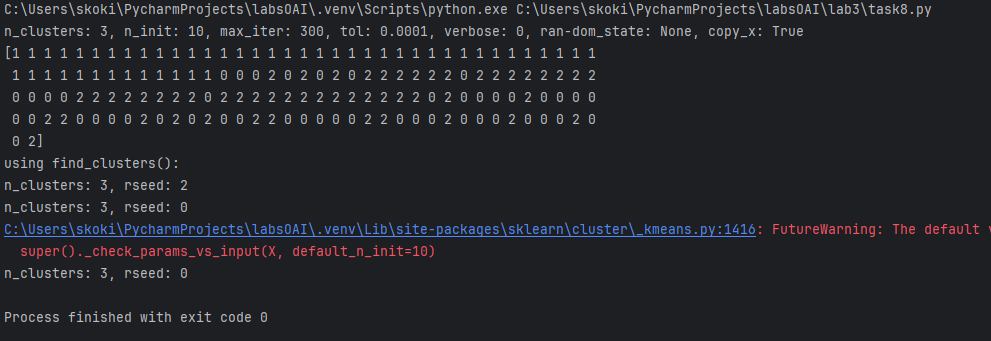 C:\Users\skoki\PycharmProjects\labsOAI\.venv\Scripts\python.exe C:\Users\skoki\PycharmProjects\labsOAI\lab3\task8.py
n_clusters: 3, n_init: 10, max_iter: 300, tol: 0.0001, verbose: 0, ran-dom_state: None, copy_x: True
[1 1 1 1 1 1 1 1 1 1 1 1 1 1 1 1 1 1 1 1 1 1 1 1 1 1 1 1 1 1 1 1 1 1 1 1 1
1 1 1 1 1 1 1 1 1 1 1 1 1 0 0 0 2 0 2 0 2 0 2 2 2 2 2 2 0 2 2 2 2 2 2 2 2
0 0 0 0 2 2 2 2 2 2 2 2 0 2 2 2 2 2 2 2 2 2 2 2 2 2 0 2 0 0 0 0 2 0 0 0 0
0 0 2 2 0 0 0 0 2 0 2 0 2 0 0 2 2 0 0 0 0 0 2 2 0 0 0 2 0 0 0 2 0 0 0 2 0
0 2]
using find_clusters():
n_clusters: 3, rseed: 2
n_clusters: 3, rseed: 0
C:\Users\skoki\PycharmProjects\labsOAI\.venv\Lib\site-packages\sklearn\cluster\_kmeans.py:1416: FutureWarning: The default
super()._check_params_vs_input(X, default_n_init=10)
n_clusters: 3, rseed: 0
Process finished with exit code 0